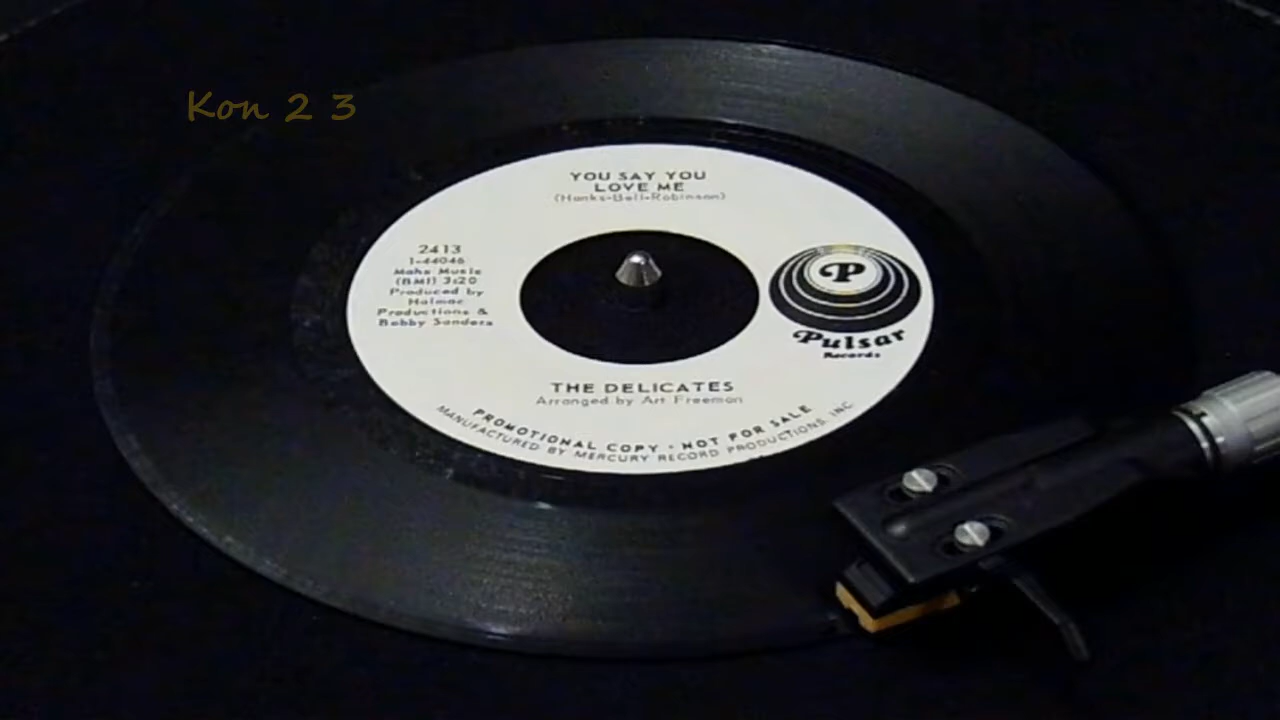 Kon 2 3
YOU SAY YOU
LOVE ME
(Hanks-Bell-Robinson)
2413
1-44046
Mahs Music
(BMI) 3:20
Produced by
Halmac
Productions &
Bobby Sanders
P
Pulsar
Records
THE DELICATES
Arranged by Art Freeman
PROMOTIONAL COPY · NOT FOR SALE
MANUFACTURED BY MERCURY RECORD PRODUCTIONS, INC.